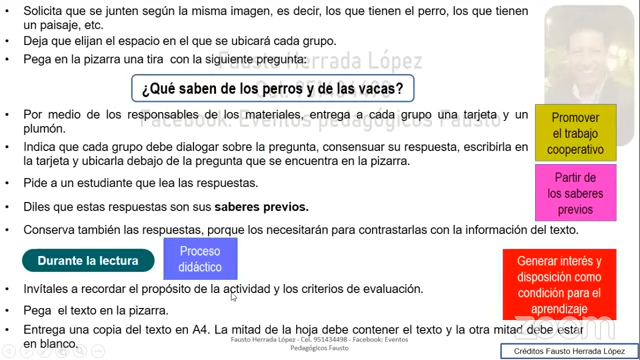 • Solicita que se junten según la misma imagen, es decir, los que tienen el perro, los que tienen
un paisaje, etc.
• Deja que elijan el espacio en el que se ubicará cada grupo.
• Pega en la pizarra una tira con la siguiente pregunta:
Fausto Herrada López
¿Qué saben de los perros y de las vacas?
Cel. 951434498
Facebook: Eventos pedagógicos Fausto
• Por medio de los responsables de los materiales, entrega a cada grupo una tarjeta y un
plumón.
• Indica que cada grupo debe dialogar sobre la pregunta, consensuar su respuesta, escribirla en
la tarjeta y ubicarla debajo de la pregunta que se encuentra en la pizarra.
Promover
el trabajo
cooperativo
• Pide a un estudiante que lea las respuestas.
• Diles que estas respuestas son sus saberes previos.
Partir de
los saberes
previos
• Conserva también las respuestas, porque los necesitarán para contrastarlas con la información del texto.
Durante la lectura
Proceso
didáctico
Generar interés y
disposición como
condición para el
aprendizaje
• Invítales a recordar el propósito de la actividad y los criterios de evaluación.
• Pega el texto en la pizarra.
• Entrega una copia del texto en A4. La mitad de la hoja debe contener el texto y la otra mitad debe estar
en blanco.
Fausto Herrada López - Cel. 951434498 - Facebook: Eventos
Pedagógicos Fausto
zoom
Créditos Fausto Herrada López